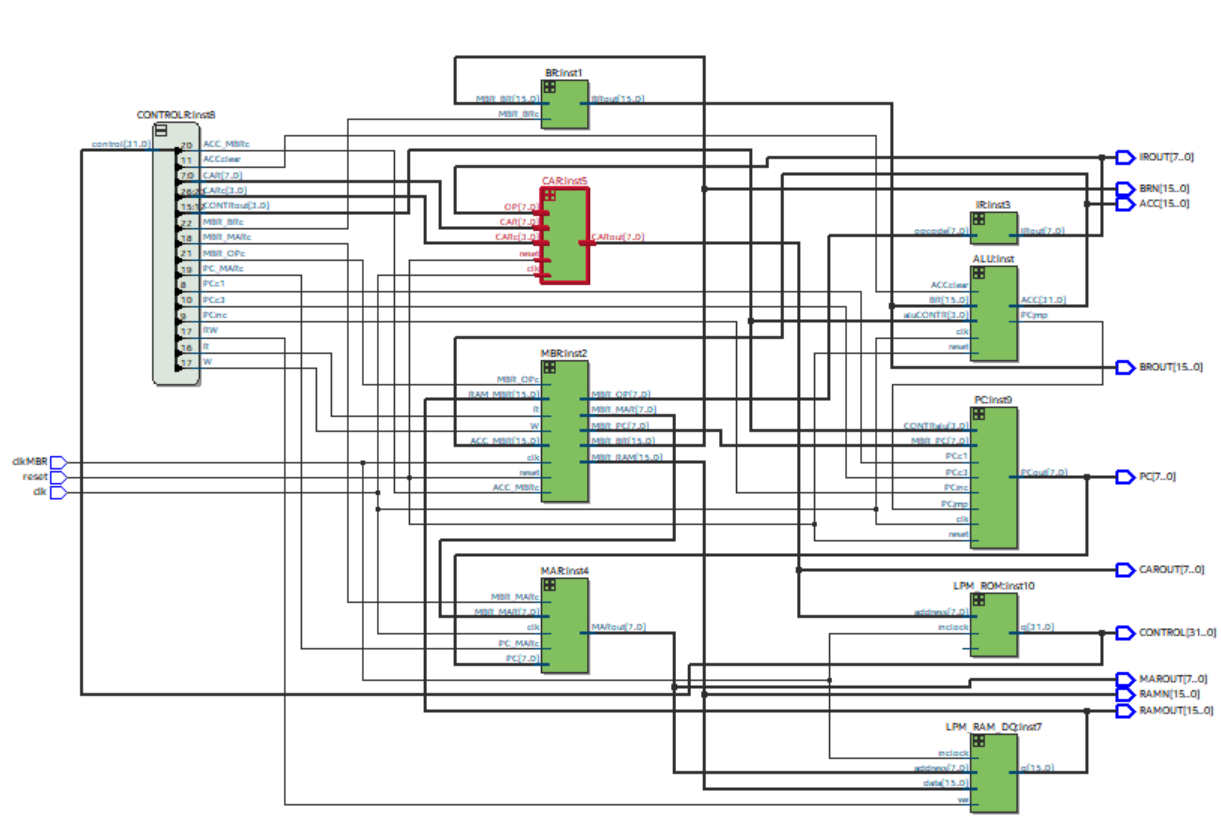 BR:inst1
MBR_BR[15..0]
BRout[15..0]
MBR_BRc
CONTROLR:inst8
control[31..0]
20 ACC_MBRc
11 ACCclear
7:0 CAR[7..0]
CARc[3..0]
CONTRout[3..0]
22 MBR_BRc
18 MBR_MARc
21 MBR_OPc
19 PC_MARc
8 PCc1
10 PCc3
9 PCinc
17 RW
16 R
17 W
CAR:inst5
OP[7..0]
CAR[7..0]
CARc[3..0]
reset
clk
CARout[7..0]
IROUT[7..0]
BRN[15..0]
ACC[15..0]
IR:inst3
opcode[7..0]
IRout[7..0]
ALU:inst
ACCclear
BR[15..0]
aluCONTR[3..0]
clk
reset
ACC[31..0]
PCjmp
BROUT[15..0]
MBR:inst2
MBR_OPc
RAM_MBR[15..0]
R
W
ACC_MBR[15..0]
clk
reset
ACC_MBRc
MBR_OP[7..0]
MBR_MAR[7..0]
MBR_PC[7..0]
MBR_BR[15..0]
MBR_RAM[15..0]
PC:inst9
CONTRalu[3..0]
MBR_PC[7..0]
PCc1
PCc3
PCinc
PCjmp
clk
reset
PCout[7..0]
PC[7..0]
clkMBR
reset
clk
CAROUT[7..0]
MAR:inst4
MBR_MARc
MBR_MAR[7..0]
clk
PC_MARc
PC[7..0]
MARout[7..0]
LPM_ROM:inst10
address[7..0]
inclock
q[31..0]
CONTROL[31..0]
MAROUT[7..0]
RAMN[15..0]
RAMOUT[15..0]
LPM_RAM_DQ:inst7
inclock
address[7..0]
data[15..0]
we
q[15..0]